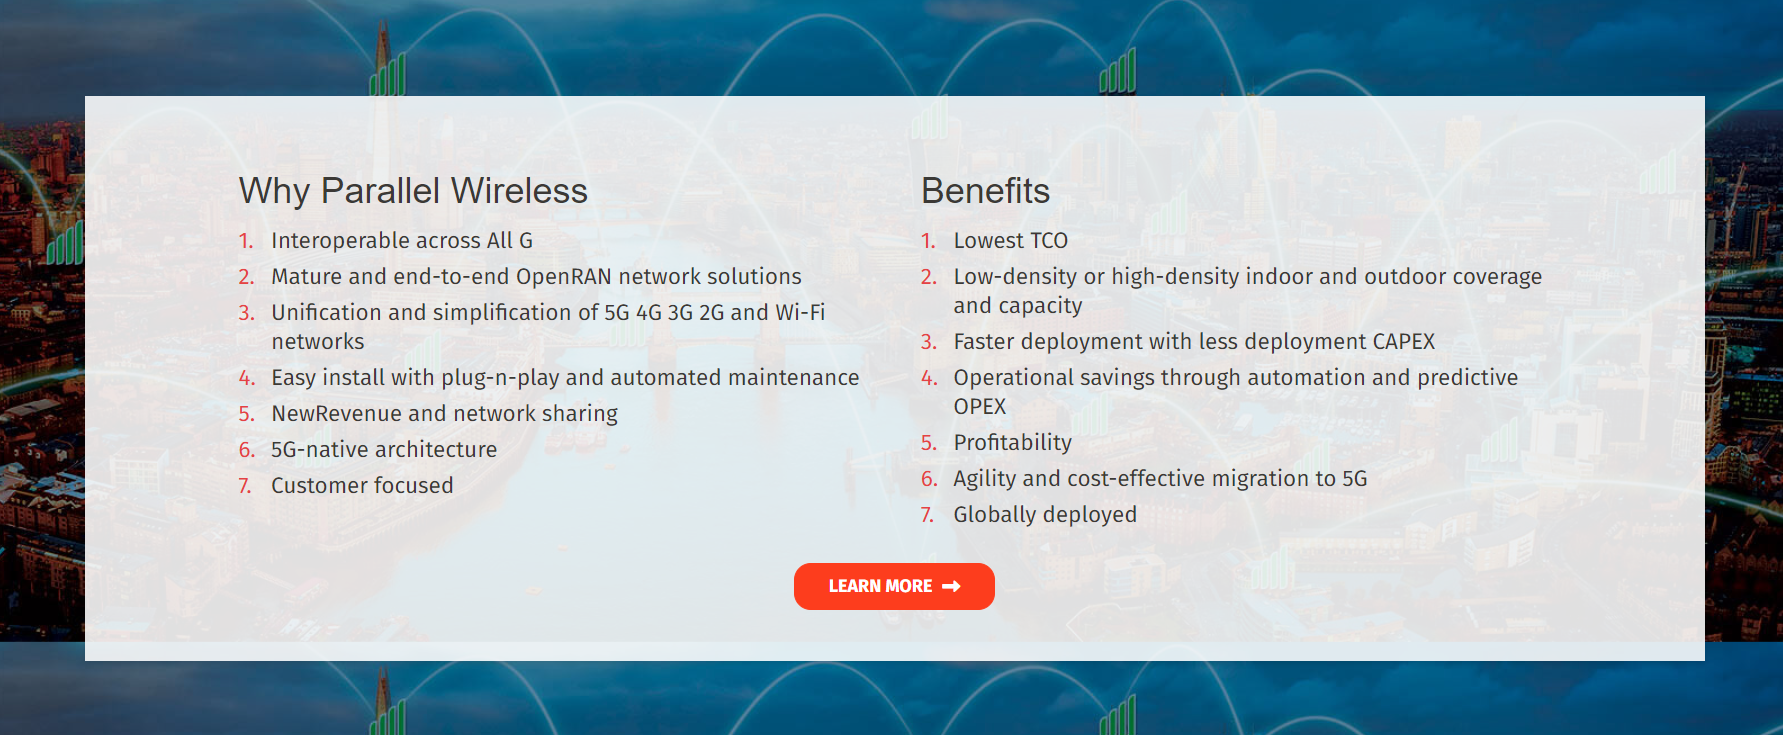 Why Parallel Wireless
1. Interoperable across All G
2. Mature and end-to-end OpenRAN network solutions
3. Unification and simplification of 5G 4G 3G 2G and Wi-Fi
networks
4. Easy install with plug-n-play and automated maintenance
5. NewRevenue and network sharing
6. 5G-native architecture
7. Customer focused
Benefits
1. Lowest TCO
2. Low-density or high-density indoor and outdoor coverage
and capacity
3. Faster deployment with less deployment CAPEX
4. Operational savings through automation and predictive
OPEX
5. Profitability
6. Agility and cost-effective migration to 5G
7. Globally deployed
LEARN MORE